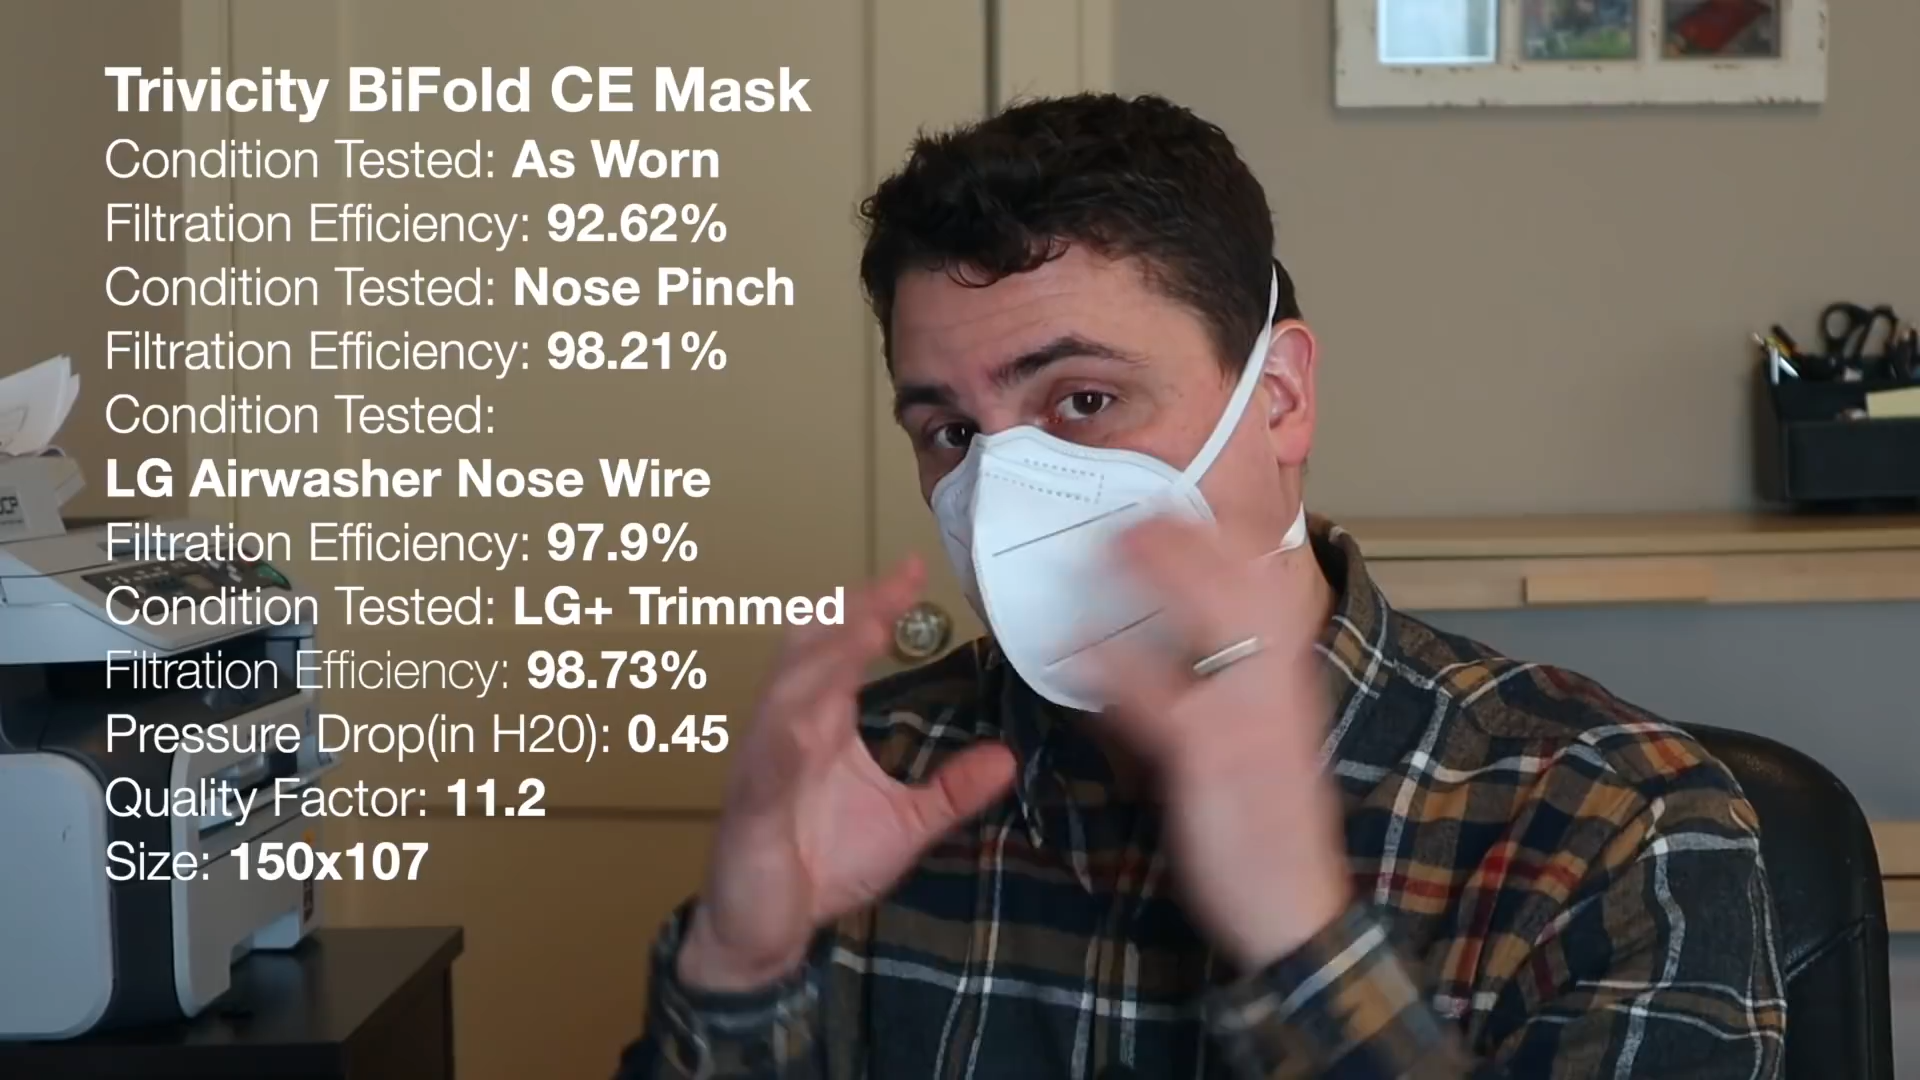 Trivicity BiFold CE Mask
Condition Tested: As Worn
Filtration Efficiency: 92.62%
Condition Tested: Nose Pinch
Filtration Efficiency: 98.21%
Condition Tested:
LG Airwasher Nose Wire
Filtration Efficiency: 97.9%
Condition Tested: LG+ Trimmed
Filtration Efficiency: 98.73%
Pressure Drop(in H20): 0.45
Quality Factor: 11.2
Size: 150x107